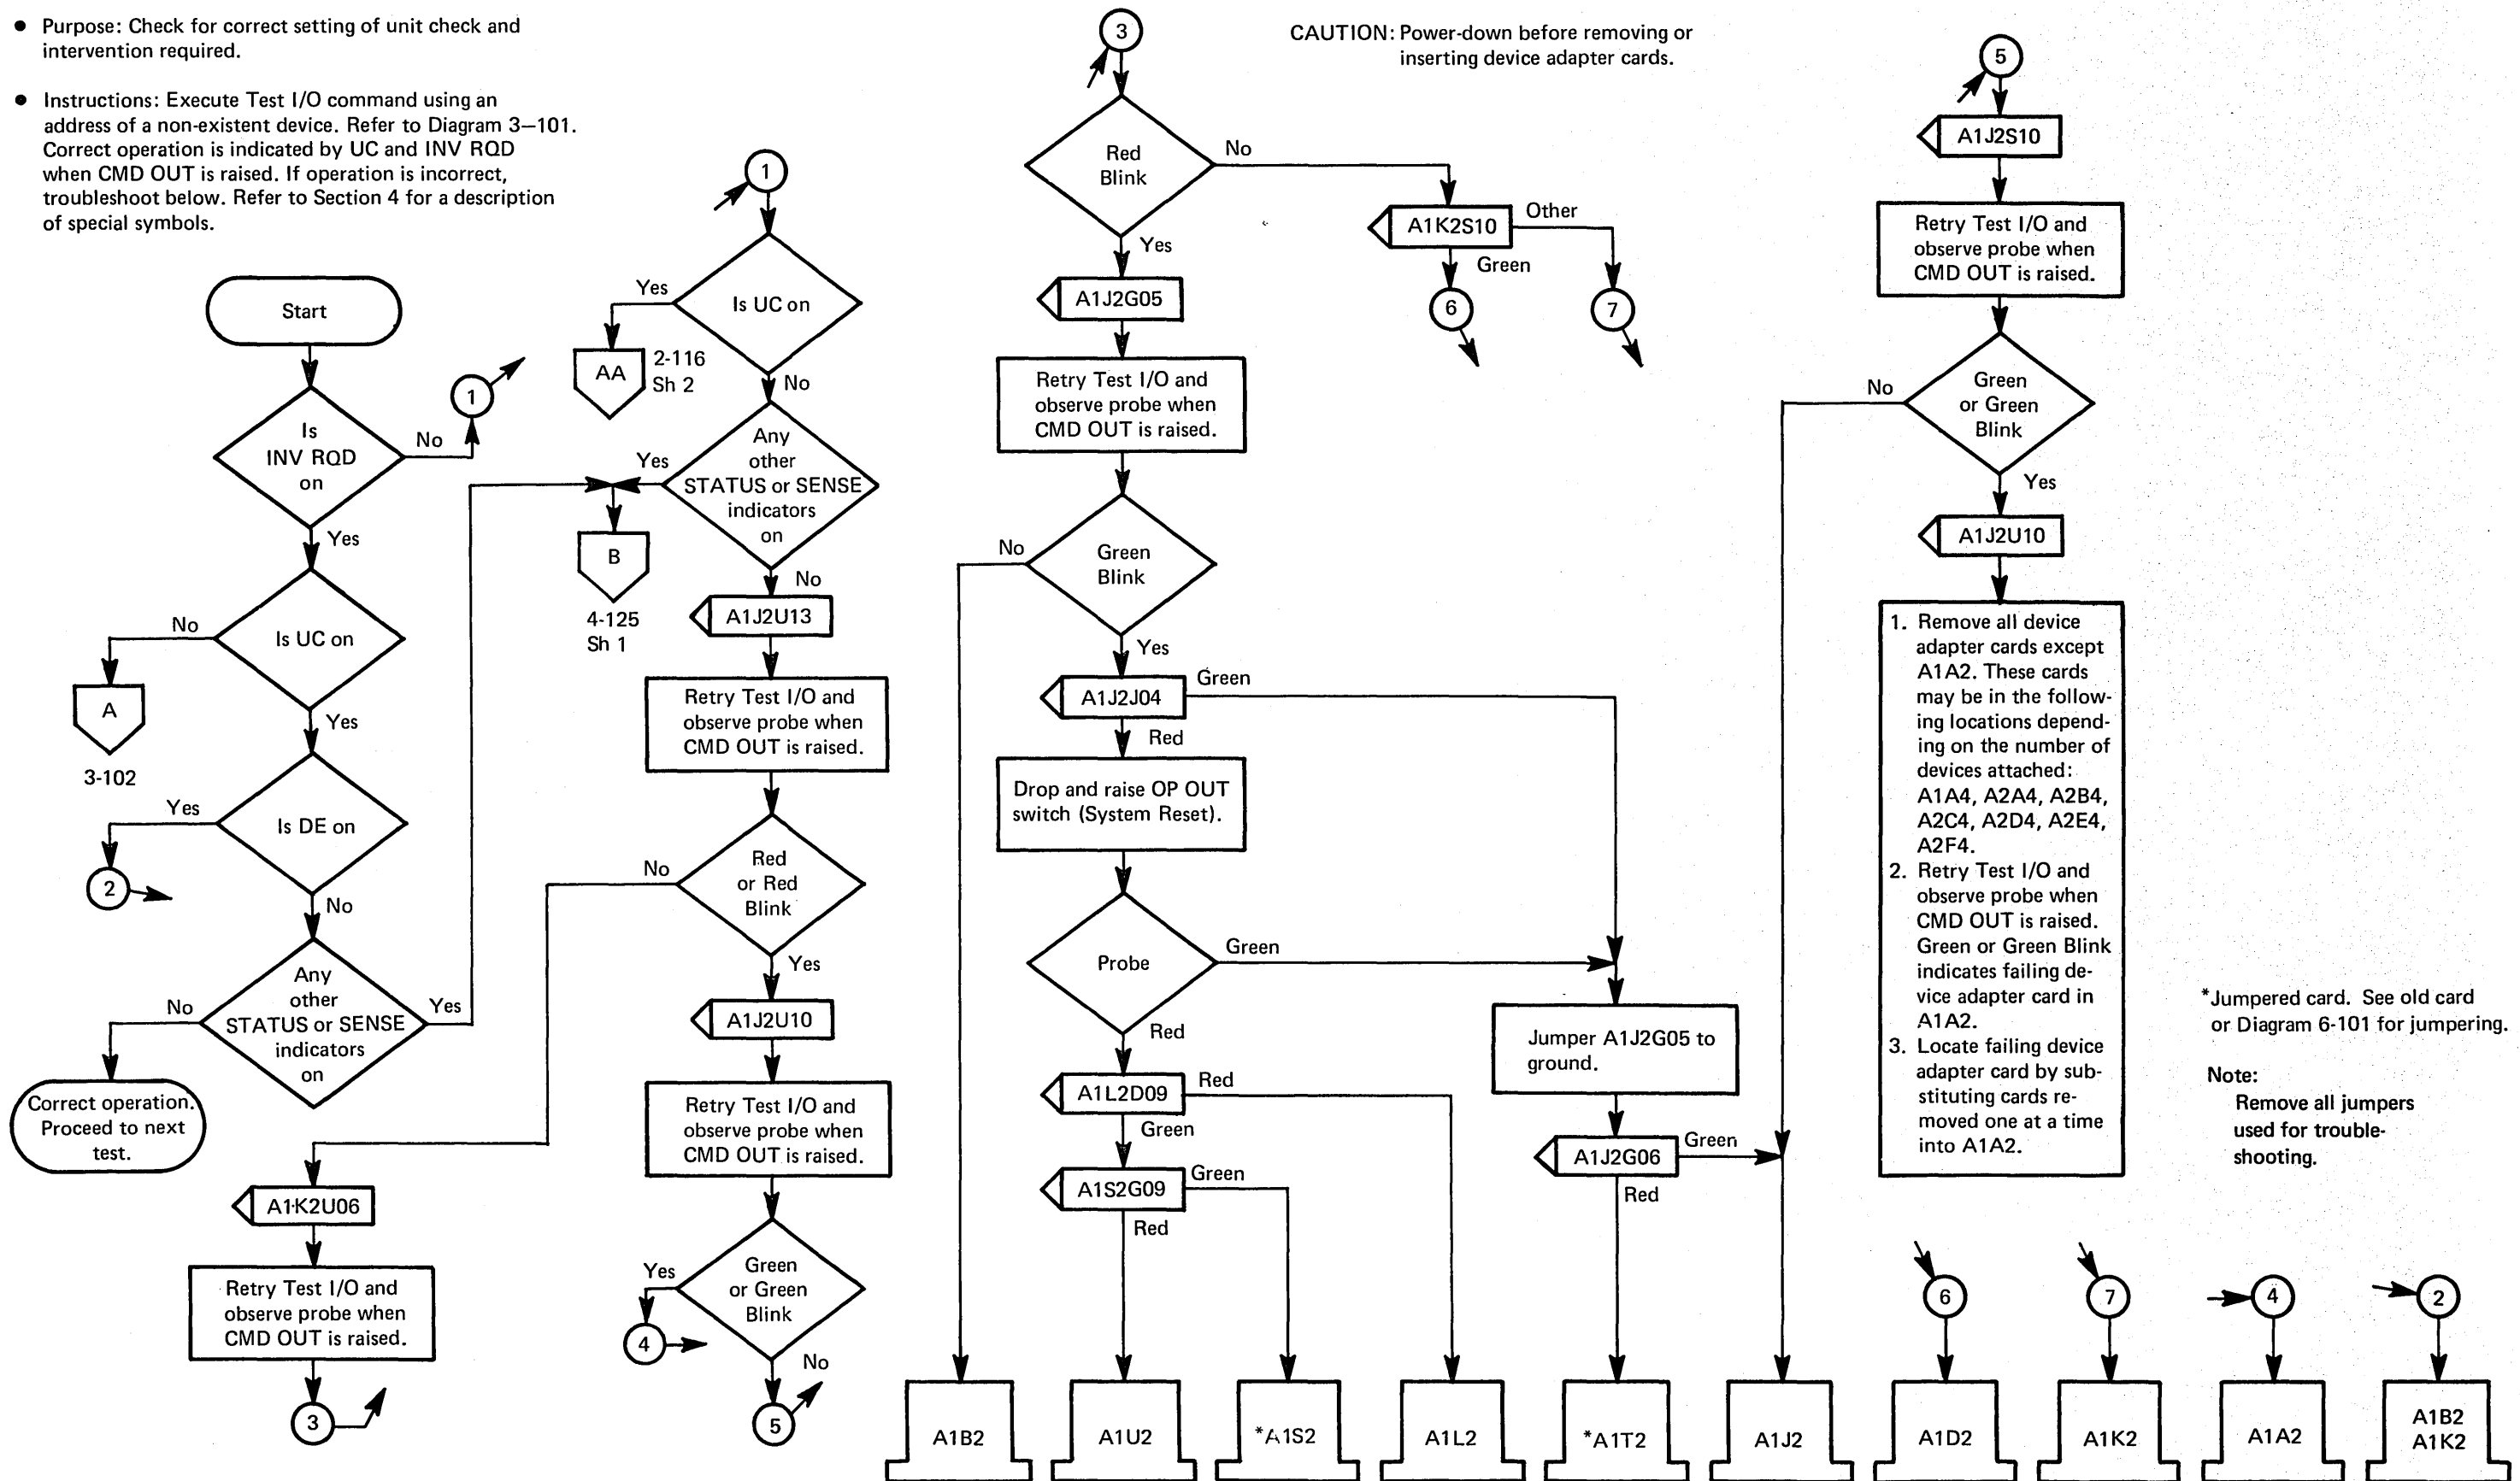 ● Purpose: Check for correct setting of unit check and
intervention required.
● Instructions: Execute Test I/O command using an
address of a non-existent device. Refer to Diagram 3–101.
Correct operation is indicated by UC and INV RQD
when CMD OUT is raised. If operation is incorrect,
troubleshoot below. Refer to Section 4 for a description
of special symbols.
Start
Is
INV RQD
on
No
1
Yes
Is UC on
No
A
3-102
Yes
Is DE on
Yes
2
No
Any
other
STATUS or SENSE
indicators
on
No
Yes
Correct operation.
Proceed to next
test.
A1K2U06
Retry Test I/O and
observe probe when
CMD OUT is raised.
3
1
Is UC on
Yes
AA
2-116
Sh 2
No
Any
other
STATUS or SENSE
indicators
on
Yes
B
4-125
Sh 1
No
A1J2U13
Retry Test I/O and
observe probe when
CMD OUT is raised.
Red
or Red
Blink
No
Yes
A1J2U10
Retry Test I/O and
observe probe when
CMD OUT is raised.
Green
or Green
Blink
Yes
4
No
5
3
Red
Blink
No
A1K2S10
Other
Green
6
7
Yes
A1J2G05
Retry Test I/O and
observe probe when
CMD OUT is raised.
Green
Blink
No
Yes
A1J2J04
Green
Red
Drop and raise OP OUT
switch (System Reset).
Probe
Green
Red
A1L2D09
Red
Green
A1S2G09
Green
Red
Jumper A1J2G05 to
ground.
A1J2G06
Green
Red
CAUTION: Power-down before removing or
inserting device adapter cards.
5
A1J2S10
Retry Test I/O and
observe probe when
CMD OUT is raised.
Green
or Green
Blink
No
Yes
A1J2U10
1. Remove all device
adapter cards except
A1A2. These cards
may be in the follow-
ing locations depend-
ing on the number of
devices attached:
A1A4, A2A4, A2B4,
A2C4, A2D4, A2E4,
A2F4.
2. Retry Test I/O and
observe probe when
CMD OUT is raised.
Green or Green Blink
indicates failing de-
vice adapter card in
A1A2.
3. Locate failing device
adapter card by sub-
stituting cards re-
moved one at a time
into A1A2.
*Jumpered card. See old card
or Diagram 6-101 for jumpering.
Note:
Remove all jumpers
used for trouble-
shooting.
6
7
4
2
A1B2
A1U2
*A1S2
A1L2
*A1T2
A1J2
A1D2
A1K2
A1A2
A1B2
A1K2